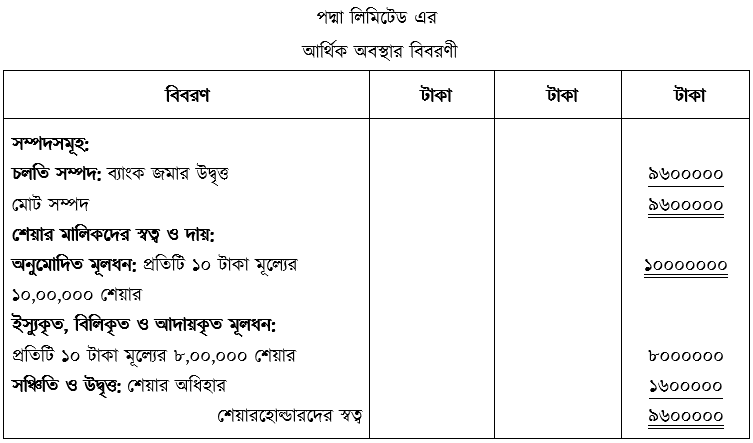 পদ্মা লিমিটেড এর
আর্থিক অবস্থার বিবরণী
বিবরণ টাকা টাকা টাকা
সম্পদসমূহ:
চলতি সম্পদ: ব্যাংক জমার উদ্বৃত্ত ৯৬০০০০০
মোট সম্পদ ৯৬০০০০০
শেয়ার মালিকদের স্বত্ব ও দায়:
অনুমোদিত মূলধন: প্রতিটি ১০ টাকা মূল্যের ১০০০০০০০
১০,০০,০০০ শেয়ার
ইস্যুকৃত, বিলিকৃত ও আদায়কৃত মূলধন:
প্রতিটি ১০ টাকা মূল্যের ৮,০০,০০০ শেয়ার ৮০০০০০০
সঞ্চিতি ও উদ্বৃত্ত: শেয়ার অধিহার ১৬০০০০০
শেয়ারহোল্ডারদের স্বত্ব ৯৬০০০০০